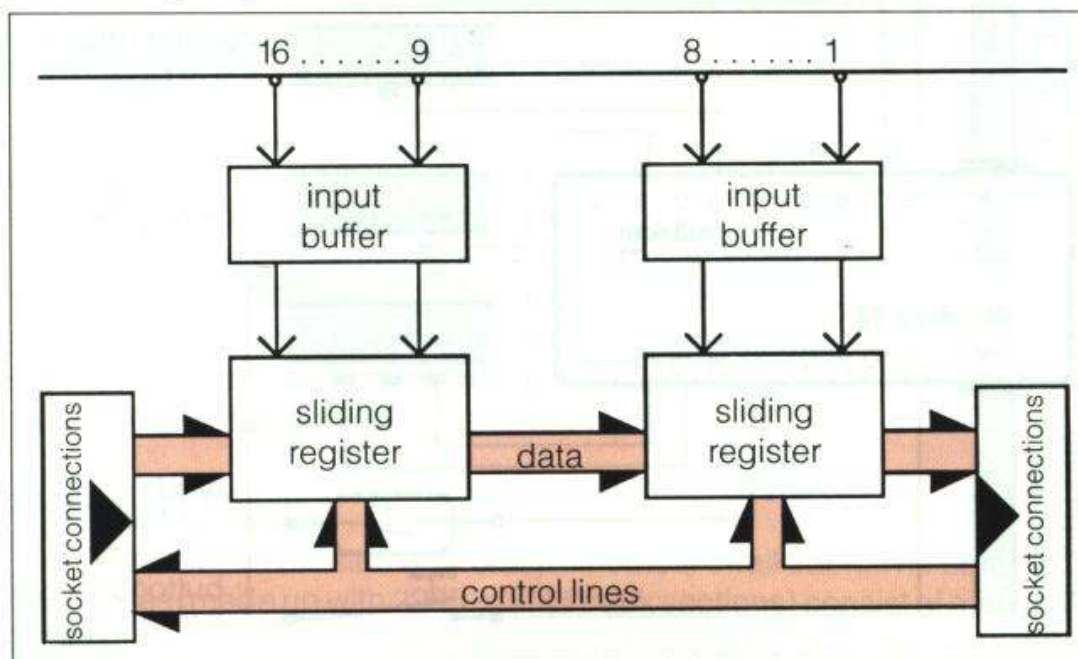 16 . . . . . . . 9
8 . . . . . . 1
input
buffer
input
buffer
sliding
register
sliding
register
data
socket connections
socket connections
control lines